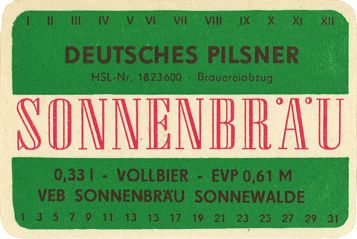 I II III IV V VI VII VIII IX X XI XII
DEUTSCHES PILSNER
HSL-Nr. 1823600 · Brauereiabzug
SONNENBRÄU
0,33 l - VOLLBIER - EVP 0,61 M
VEB SONNENBRÄU SONNEWALDE
1 3 5 7 9 11 13 15 17 19 21 23 25 27 29 31